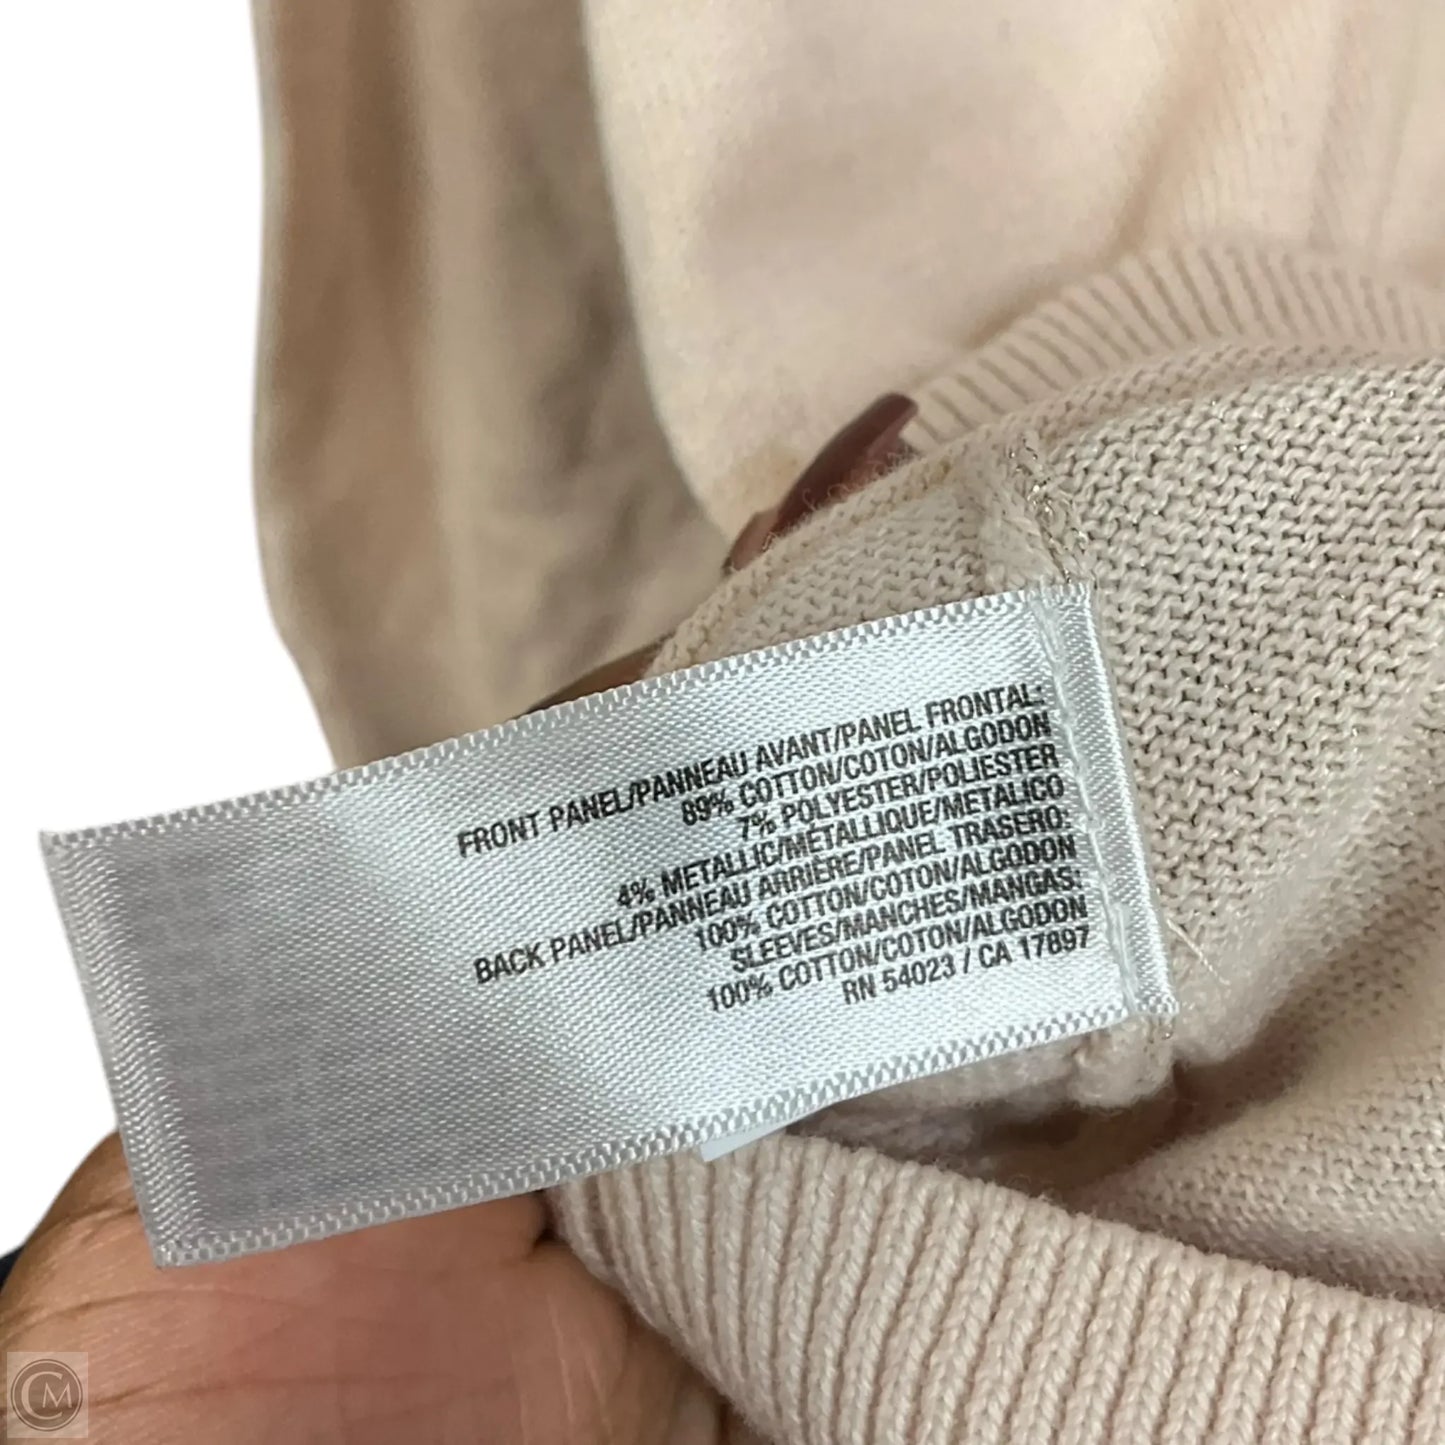 FRONT PANEL/PANNEAU AVANT/PANEL FRONTAL:
89% COTTON/COTON/ALGODON
7% POLYESTER/POLIESTER
4% METALLIC/MÉTALLIQUE/METALICO
BACK PANEL/PANNEAU ARRIÈRE/PANEL TRASERO:
100% COTTON/COTON/ALGODON
SLEEVES/MANCHES/MANGAS:
100% COTTON/COTON/ALGODON
RN 54023 / CA 17897
CM